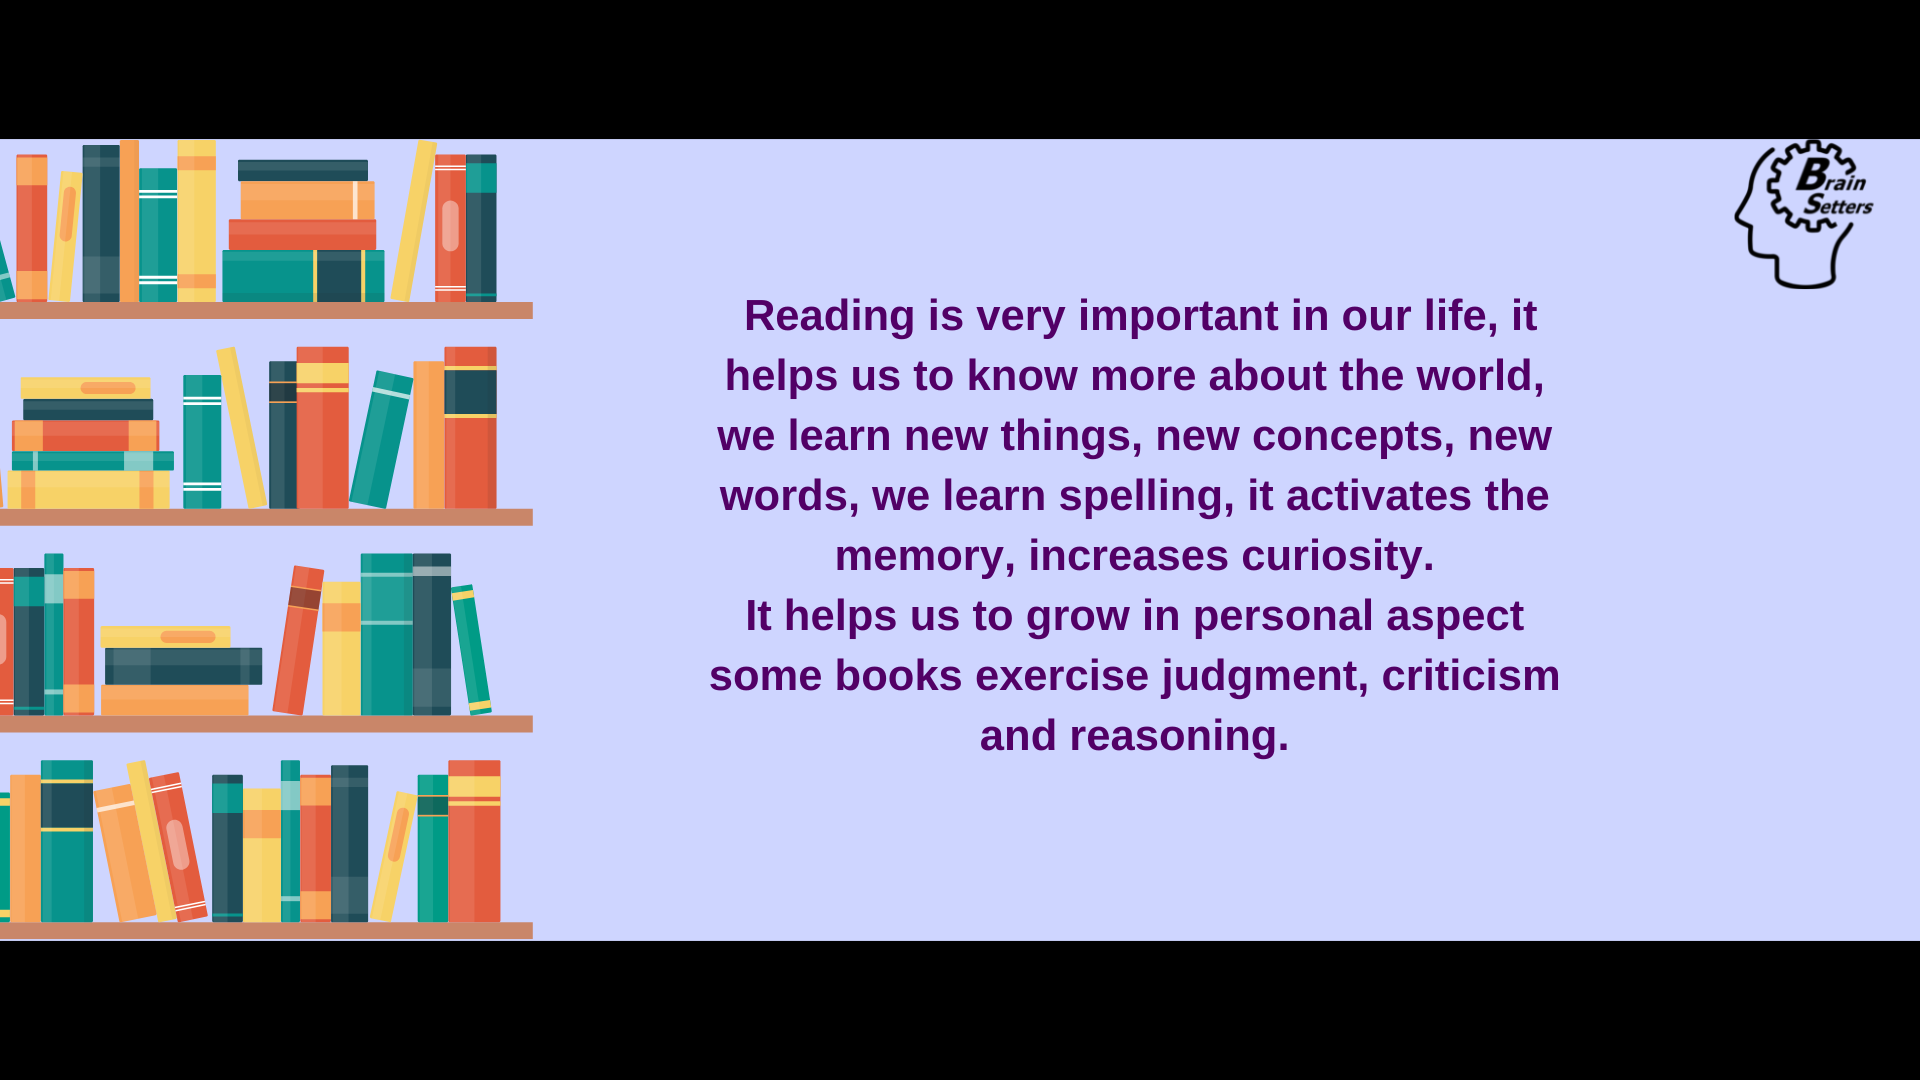 Brain
Setters
Reading is very important in our life, it
helps us to know more about the world,
we learn new things, new concepts, new
words, we learn spelling, it activates the
memory, increases curiosity.
It helps us to grow in personal aspect
some books exercise judgment, criticism
and reasoning.